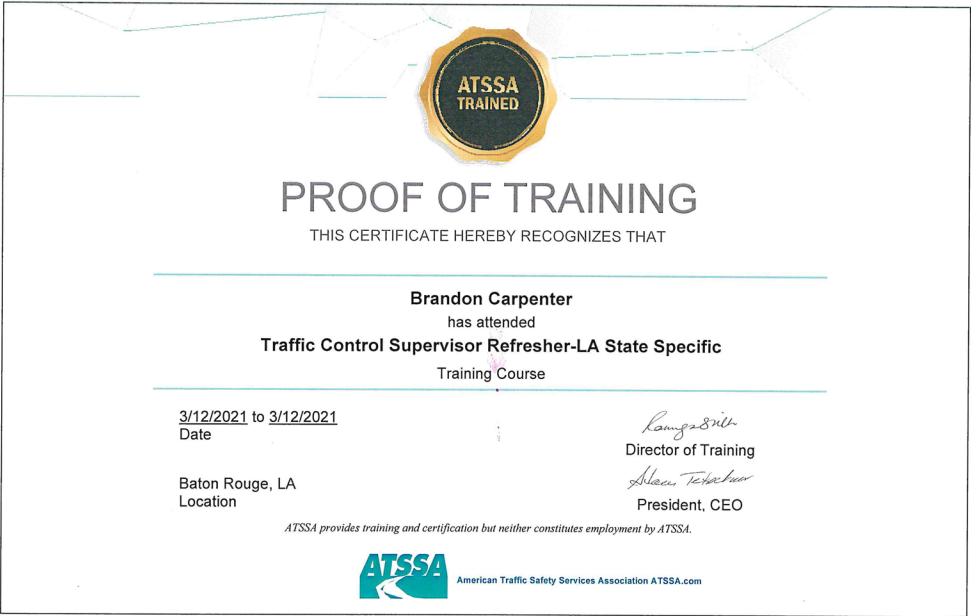 ATSSA
TRAINED
PROOF OF TRAINING
THIS CERTIFICATE HEREBY RECOGNIZES THAT
Brandon Carpenter
has attended
Traffic Control Supervisor Refresher-LA State Specific
Training Course
3/12/2021 to 3/12/2021
Date
Director of Training
Baton Rouge, LA
Location
President, CEO
ATSSA provides training and certification but neither constitutes employment by ATSSA.
ATSSA
American Traffic Safety Services Association ATSSA.com